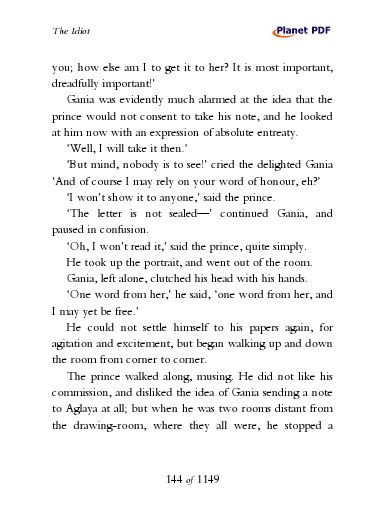 The Idiot
Planet PDF
you; how else am I to get it to her? It is most important,
dreadfully important!’
Gania was evidently much alarmed at the idea that the
prince would not consent to take his note, and he looked
at him now with an expression of absolute entreaty.
‘Well, I will take it then.’
‘But mind, nobody is to see!’ cried the delighted Gania
‘And of course I may rely on your word of honour, eh?’
‘I won’t show it to anyone,’ said the prince.
‘The letter is not sealed—’ continued Gania, and
paused in confusion.
‘Oh, I won’t read it,’ said the prince, quite simply.
He took up the portrait, and went out of the room.
Gania, left alone, clutched his head with his hands.
‘One word from her,’ he said, ‘one word from her, and
I may yet be free.’
He could not settle himself to his papers again, for
agitation and excitement, but began walking up and down
the room from corner to corner.
The prince walked along, musing. He did not like his
commission, and disliked the idea of Gania sending a note
to Aglaya at all; but when he was two rooms distant from
the drawing-room, where they all were, he stopped a
144 of 1149